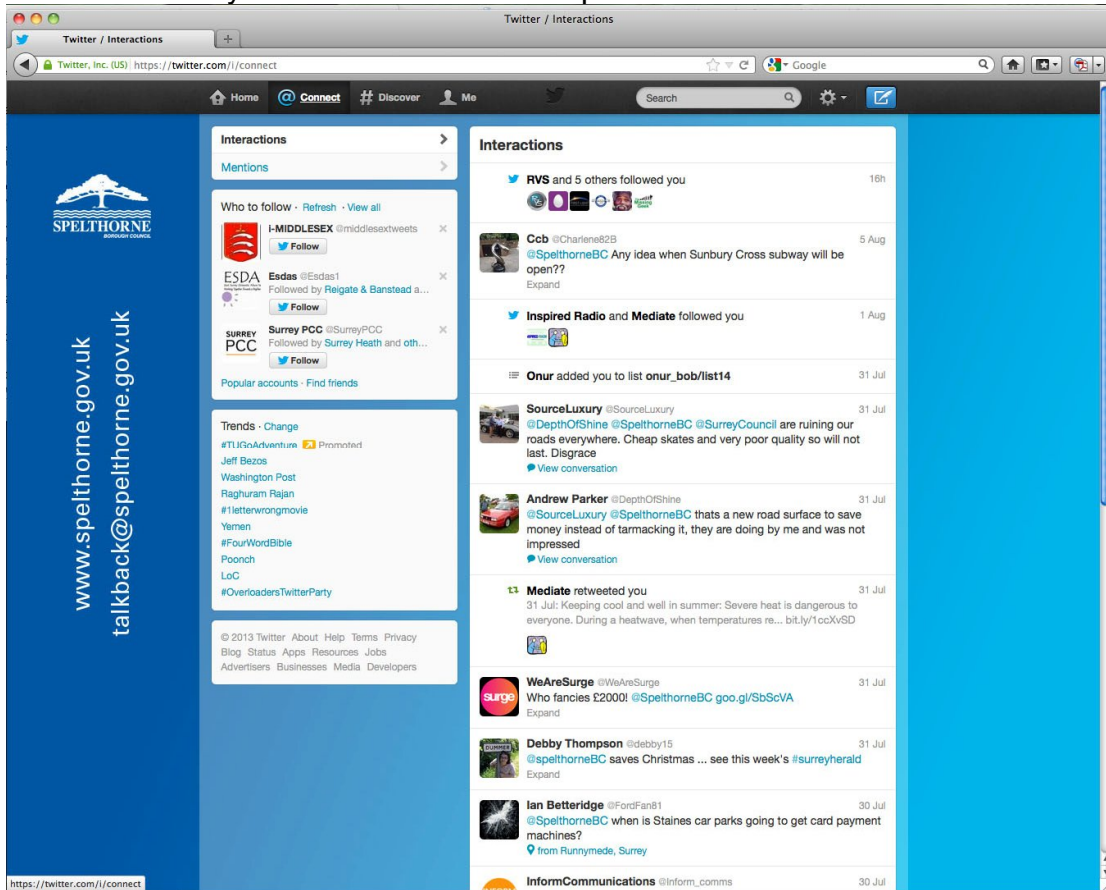 Twitter / Interactions
Twitter / Interactions
Twitter, Inc. (US) https://twitter.com/i/connect
Google
Home Connect Discover Me
Search
SPELTHORNE
BOROUGH COUNCIL
www.spelthorne.gov.uk
talkback@spelthorne.gov.uk
Interactions
Mentions
Who to follow · Refresh · View all
i-MIDDLESEX @middlesextweets
Follow
ESDA
Esdas @Esdas1
Followed by Reigate & Banstead a...
Follow
SURREY
PCC
Surrey PCC @SurreyPCC
Followed by Surrey Heath and oth...
Follow
Popular accounts · Find friends
Trends · Change
#TUGoAdventure Promoted
Jeff Bezos
Washington Post
Raghuram Rajan
#1letterwrongmovie
Yemen
#FourWordBible
Poonch
LoC
#OverloadersTwitterParty
© 2013 Twitter About Help Terms Privacy
Blog Status Apps Resources Jobs
Advertisers Businesses Media Developers
Interactions
RVS and 5 others followed you 16h
Ccb @Charlene82B 5 Aug
@SpelthorneBC Any idea when Sunbury Cross subway will be
open??
Expand
Inspired Radio and Mediate followed you 1 Aug
Onur added you to list onur_bob/list14 31 Jul
SourceLuxury @SourceLuxury 31 Jul
@DepthOfShine @SpelthorneBC @SurreyCouncil are ruining our
roads everywhere. Cheap skates and very poor quality so will not
last. Disgrace
View conversation
Andrew Parker @DepthOfShine 31 Jul
@SourceLuxury @SpelthorneBC thats a new road surface to save
money instead of tarmacking it, they are doing by me and was not
impressed
View conversation
Mediate retweeted you 31 Jul
31 Jul: Keeping cool and well in summer: Severe heat is dangerous to
everyone. During a heatwave, when temperatures re... bit.ly/1ccXvSD
surge
WeAreSurge @WeAreSurge 31 Jul
Who fancies £2000! @SpelthorneBC goo.gl/SbScVA
Expand
DUMMER
Debby Thompson @debby15 31 Jul
@spelthorneBC saves Christmas ... see this week's #surreyherald
Expand
Ian Betteridge @FordFan81 30 Jul
@SpelthorneBC when is Staines car parks going to get card payment
machines?
from Runnymede, Surrey
InformCommunications @Inform_comms 30 Jul
https://twitter.com/i/connect